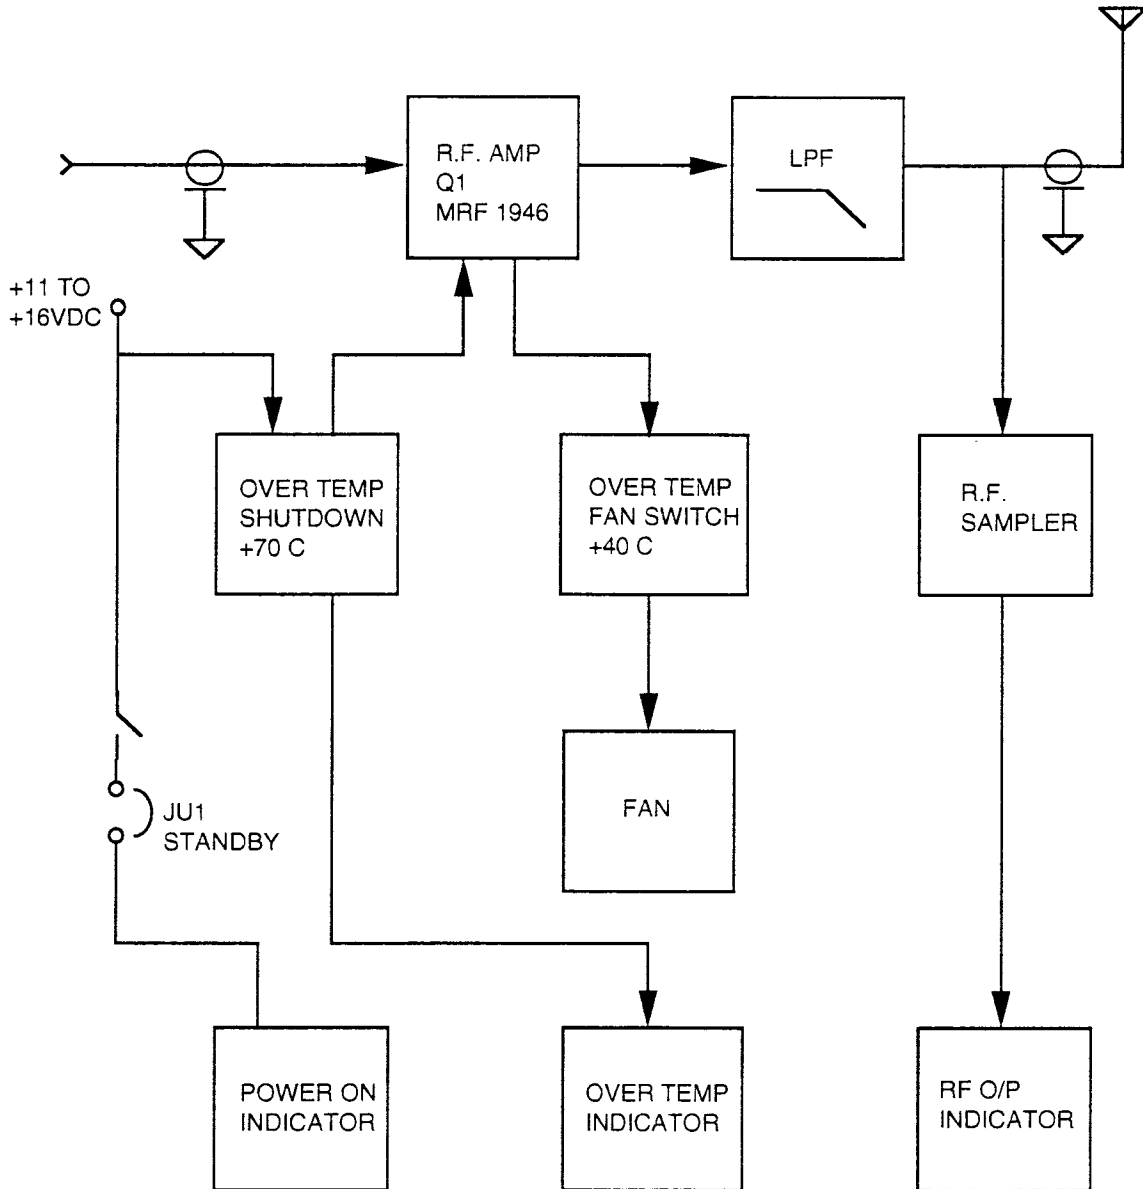 R.F. AMP
Q1
MRF 1946
LPF
+11 TO
+16VDC
OVER TEMP
SHUTDOWN
+70 C
OVER TEMP
FAN SWITCH
+40 C
R.F.
SAMPLER
FAN
JU1
STANDBY
POWER ON
INDICATOR
OVER TEMP
INDICATOR
RF O/P
INDICATOR